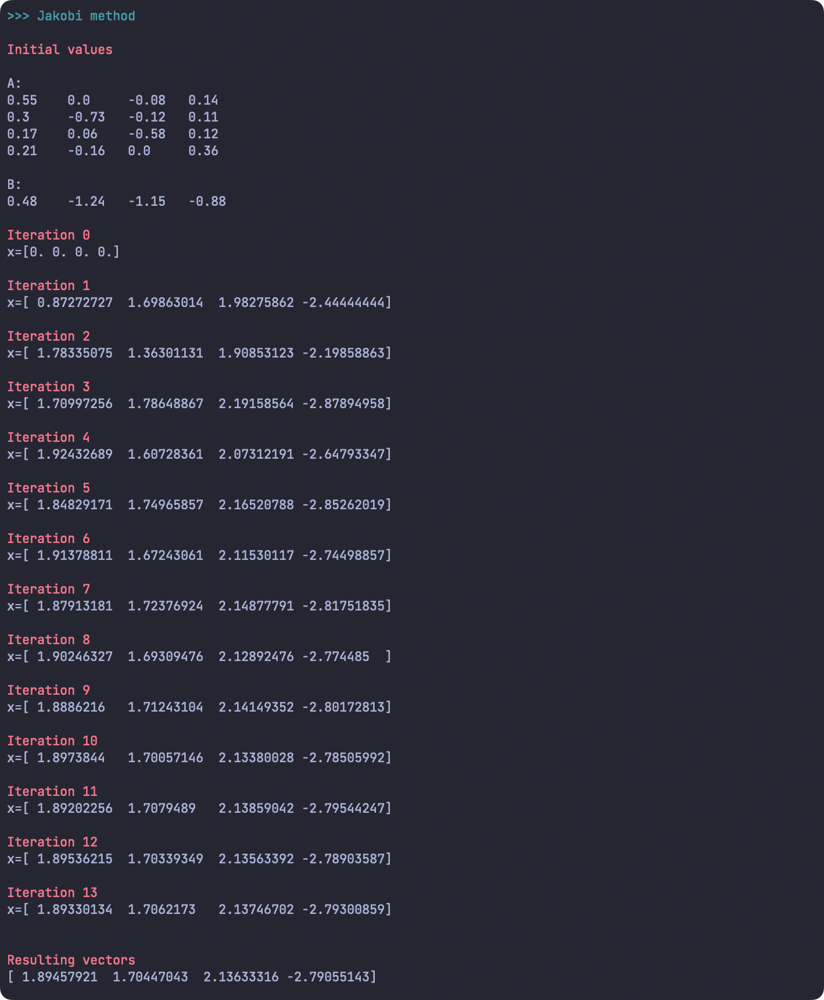 >>> Jakobi method
Initial values
A:
0.55    0.0     -0.08   0.14
0.3     -0.73   -0.12   0.11
0.17    0.06    -0.58   0.12
0.21    -0.16   0.0     0.36
B:
0.48    -1.24   -1.15   -0.88
Iteration 0
x=[0. 0. 0. 0.]
Iteration 1
x=[ 0.87272727  1.69863014  1.98275862 -2.44444444]
Iteration 2
x=[ 1.78335075  1.36301131  1.90853123 -2.19858863]
Iteration 3
x=[ 1.70997256  1.78648867  2.19158564 -2.87894958]
Iteration 4
x=[ 1.92432689  1.60728361  2.07312191 -2.64793347]
Iteration 5
x=[ 1.84829171  1.74965857  2.16520788 -2.85262019]
Iteration 6
x=[ 1.91378811  1.67243061  2.11530117 -2.74498857]
Iteration 7
x=[ 1.87913181  1.72376924  2.14877791 -2.81751835]
Iteration 8
x=[ 1.90246327  1.69309476  2.12892476 -2.774485  ]
Iteration 9
x=[ 1.8886216   1.71243104  2.14149352 -2.80172813]
Iteration 10
x=[ 1.8973844   1.70057146  2.13380028 -2.78505992]
Iteration 11
x=[ 1.89202256  1.7079489   2.13859042 -2.79544247]
Iteration 12
x=[ 1.89536215  1.70339349  2.13563392 -2.78903587]
Iteration 13
x=[ 1.89330134  1.7062173   2.13746702 -2.79300859]
Resulting vectors
[ 1.89457921  1.70447043  2.13633316 -2.79055143]